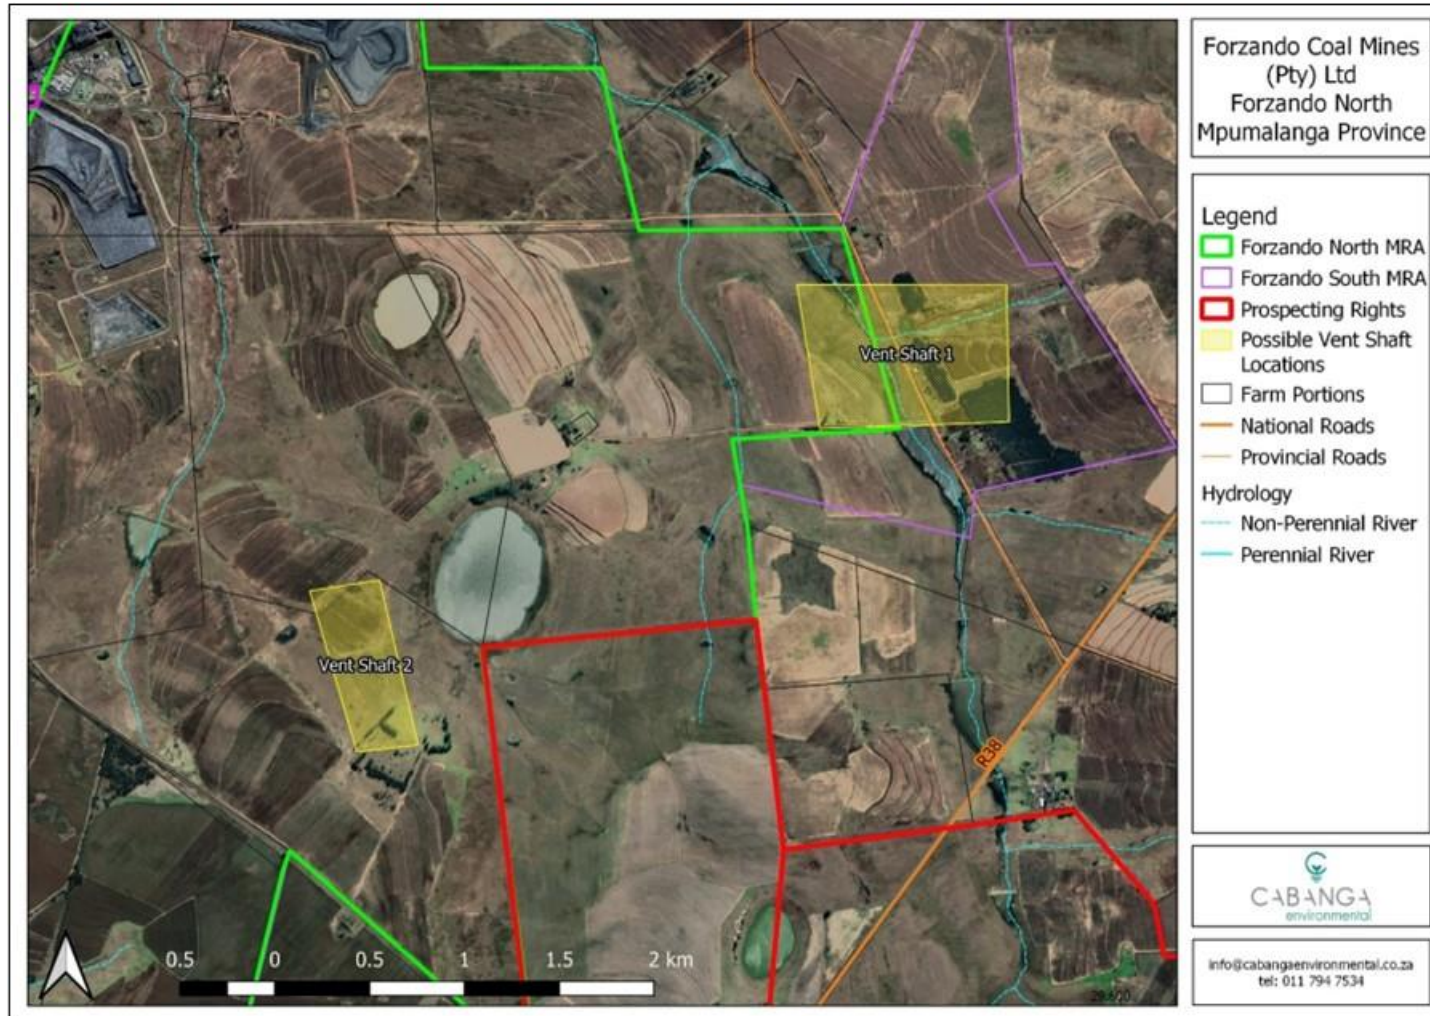 Forzando Coal Mines
(Pty) Ltd
Forzando North
Mpumalanga Province
Legend
Forzando North MRA
Forzando South MRA
Prospecting Rights
Possible Vent Shaft
Locations
Farm Portions
National Roads
Provincial Roads
Hydrology
Non-Perennial River
Perennial River
Vent Shaft 1
Vent Shaft 2
R38
0.5 0 0.5 1 1.5 2 km
CABANGA
environmental
info@cabangaenvironmental.co.za
tel: 011 794 7534